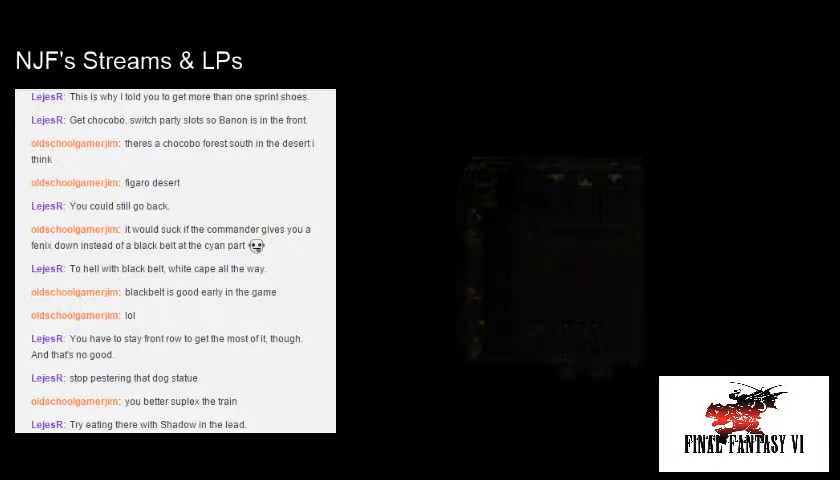 NJF's Streams & LPs
LejesR: This is why I told you to get more than one sprint shoes.
LejesR: Get chocobo, switch party slots so Banon is in the front.
oldschoolgamerjim: theres a chocobo forest south in the desert i
think
oldschoolgamerjim: figaro desert
LejesR: You could still go back.
oldschoolgamerjim: it would suck if the commander gives you a
fenix down instead of a black belt at the cyan part
LejesR: To hell with black belt, white cape all the way.
oldschoolgamerjim: blackbelt is good early in the game
oldschoolgamerjim: lol
LejesR: You have to stay front row to get the most of it, though.
And that's no good.
LejesR: stop pestering that dog statue
oldschoolgamerjim: you better suplex the train
LejesR: Try eating there with Shadow in the lead.
FINAL FANTASY VI